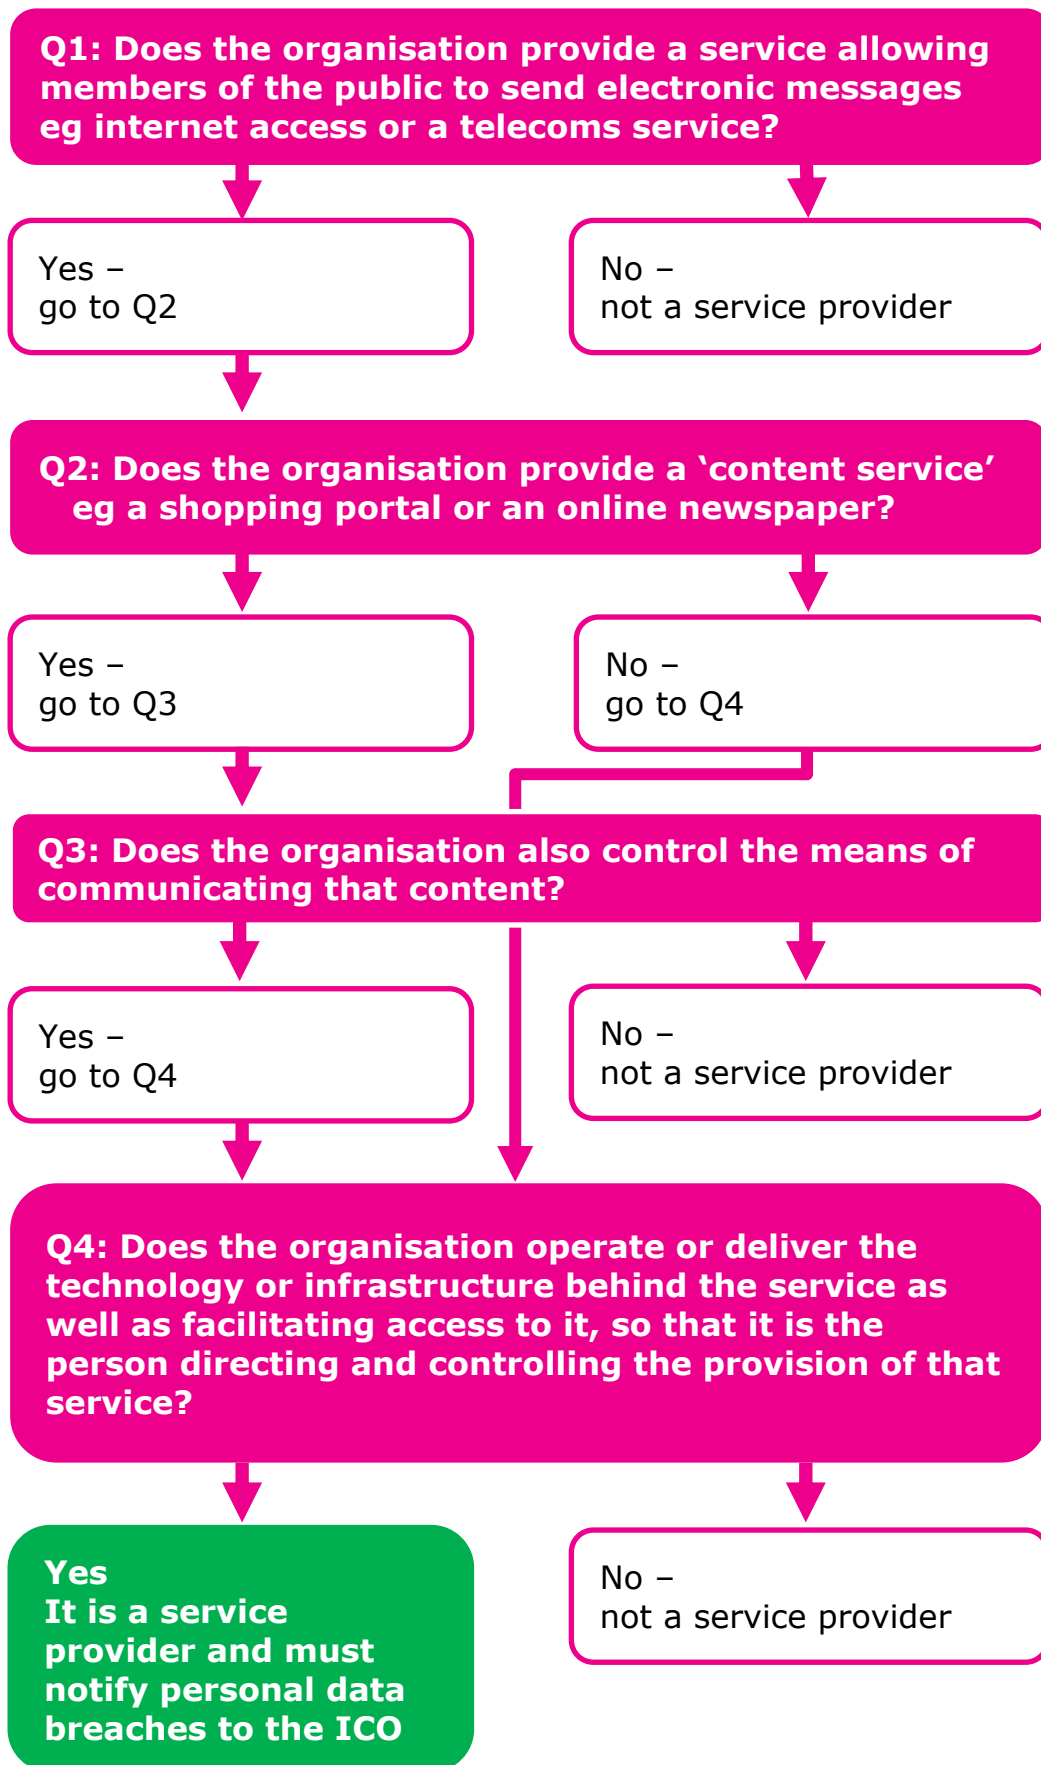 Q1: Does the organisation provide a service allowing
members of the public to send electronic messages
eg internet access or a telecoms service?
Yes –
go to Q2
No –
not a service provider
Q2: Does the organisation provide a ‘content service’
eg a shopping portal or an online newspaper?
Yes –
go to Q3
No –
go to Q4
Q3: Does the organisation also control the means of
communicating that content?
Yes –
go to Q4
No –
not a service provider
Q4: Does the organisation operate or deliver the
technology or infrastructure behind the service as
well as facilitating access to it, so that it is the
person directing and controlling the provision of that
service?
Yes
It is a service
provider and must
notify personal data
breaches to the ICO
No –
not a service provider